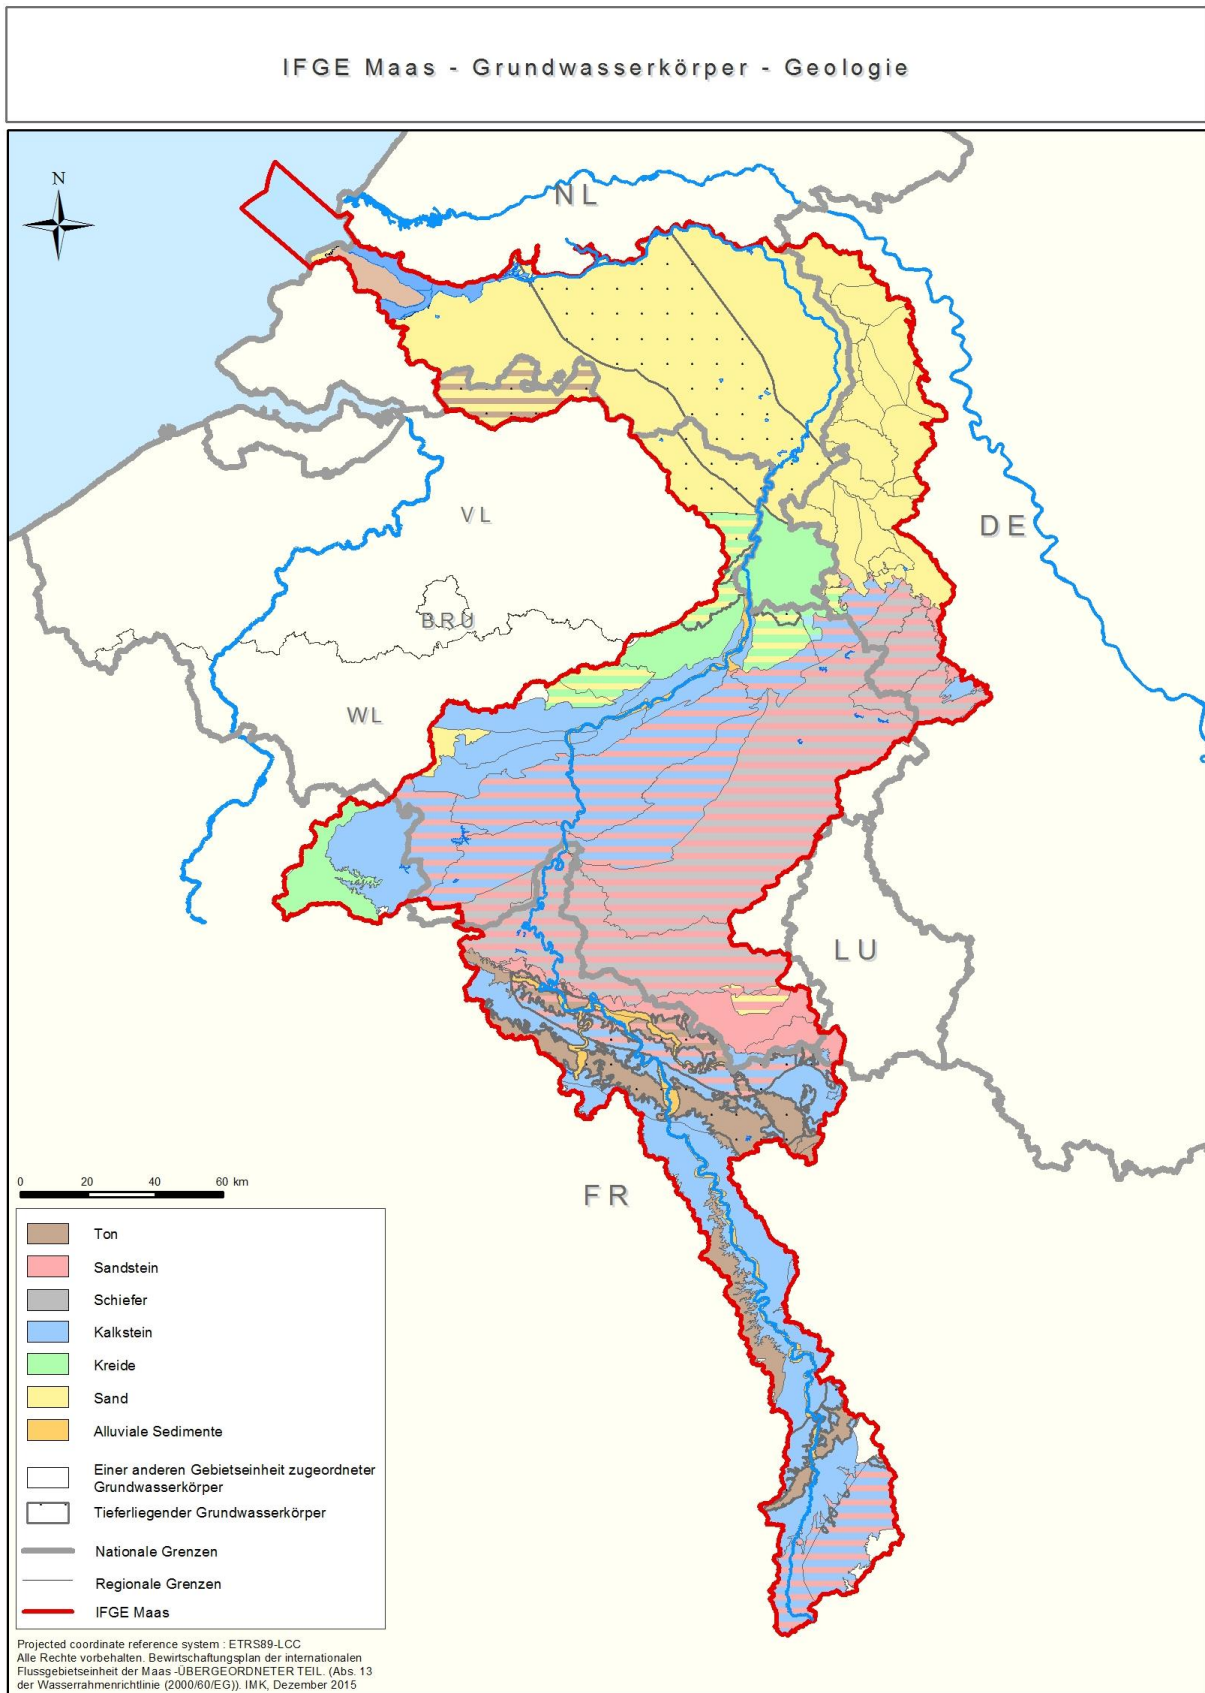 IFGE Maas - Grundwasserkörper - Geologie
N
NL
DE
VL
BRU
WL
LU
FR
0 20 40 60 km
Ton
Sandstein
Schiefer
Kalkstein
Kreide
Sand
Alluviale Sedimente
Einer anderen Gebietseinheit zugeordneter
Grundwasserkörper
Tieferliegender Grundwasserkörper
Nationale Grenzen
Regionale Grenzen
IFGE Maas
Projected coordinate reference system : ETRS89-LCC
Alle Rechte vorbehalten. Bewirtschaftungsplan der internationalen
Flussgebietseinheit der Maas -ÜBERGEORDNETER TEIL. (Abs. 13
der Wasserrahmenrichtlinie (2000/60/EG)). IMK, Dezember 2015